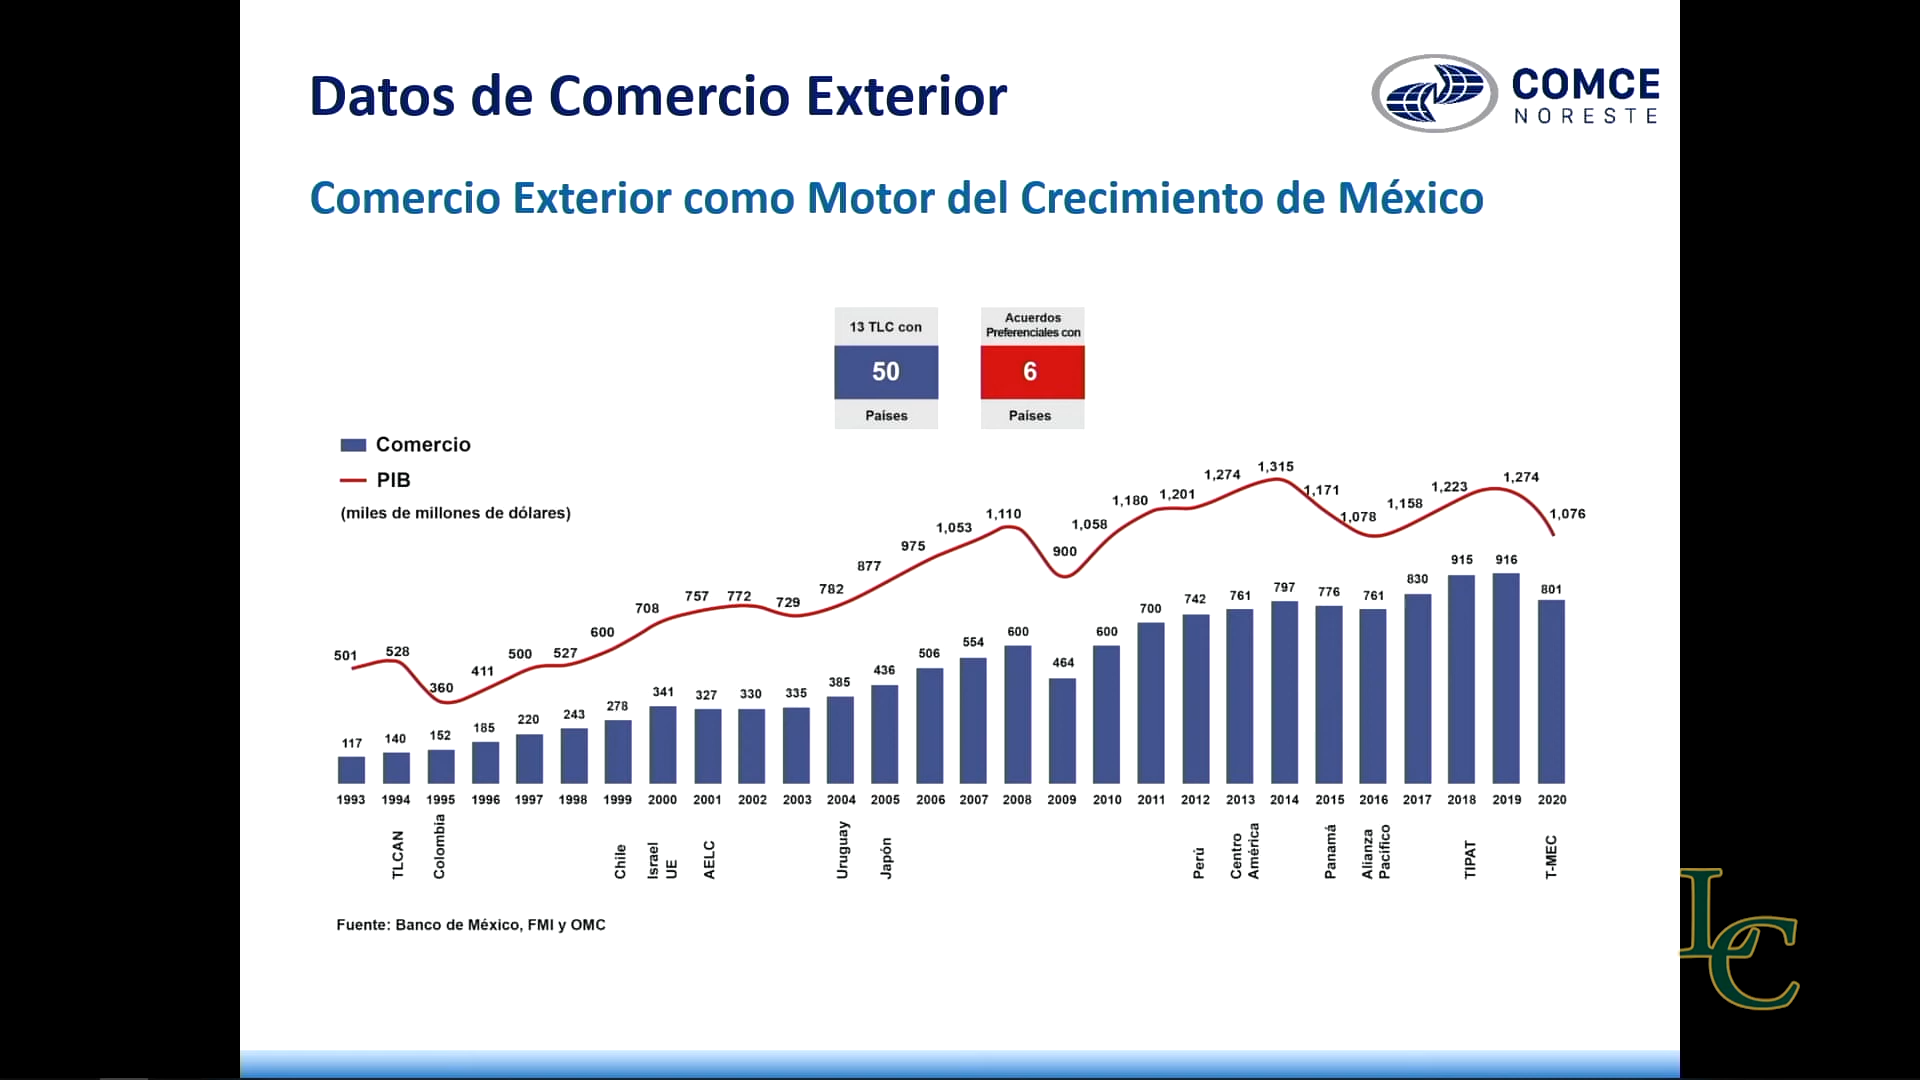 Datos de Comercio Exterior
COMCE
NORESTE
Comercio Exterior como Motor del Crecimiento de México
13 TLC con
50
Países
Acuerdos
Preferenciales con
6
Países
Comercio
PIB
(miles de millones de dólares)
501 528 360 411 500 527 600 708 757 772 729 782 877 975 1,053 1,110 900 1,058 1,180 1,201 1,274 1,315 1,171 1,078 1,158 1,223 1,274 1,076
117 140 152 185 220 243 278 341 327 330 335 385 436 506 554 600 464 600 700 742 761 797 776 761 830 915 916 801
1993 1994 1995 1996 1997 1998 1999 2000 2001 2002 2003 2004 2005 2006 2007 2008 2009 2010 2011 2012 2013 2014 2015 2016 2017 2018 2019 2020
TLCAN
Colombia
Chile
Israel
UE
AELC
Uruguay
Japón
Perú
Centro
América
Panamá
Alianza
Pacífico
TIPAT
T-MEC
Fuente: Banco de México, FMI y OMC
LC